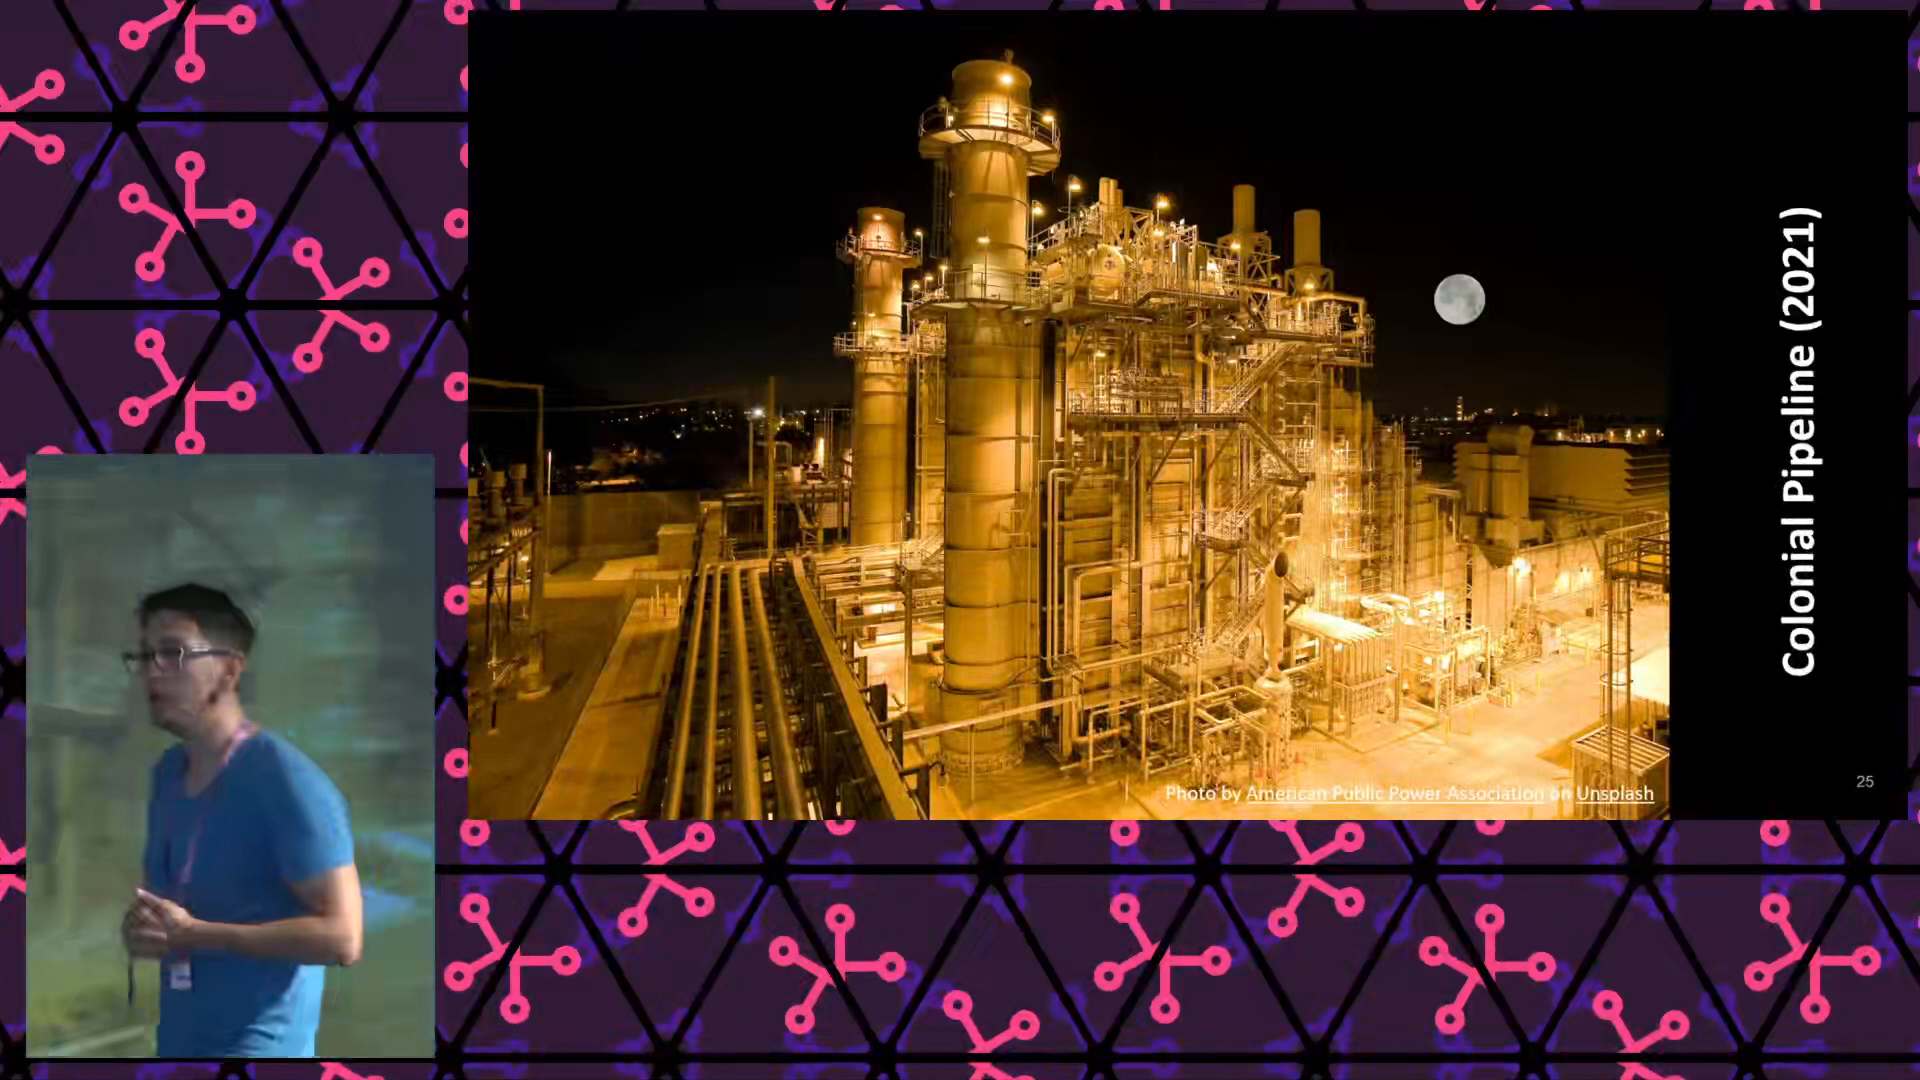 Colonial Pipeline (2021)
Photo by American Public Power Association on Unsplash
25